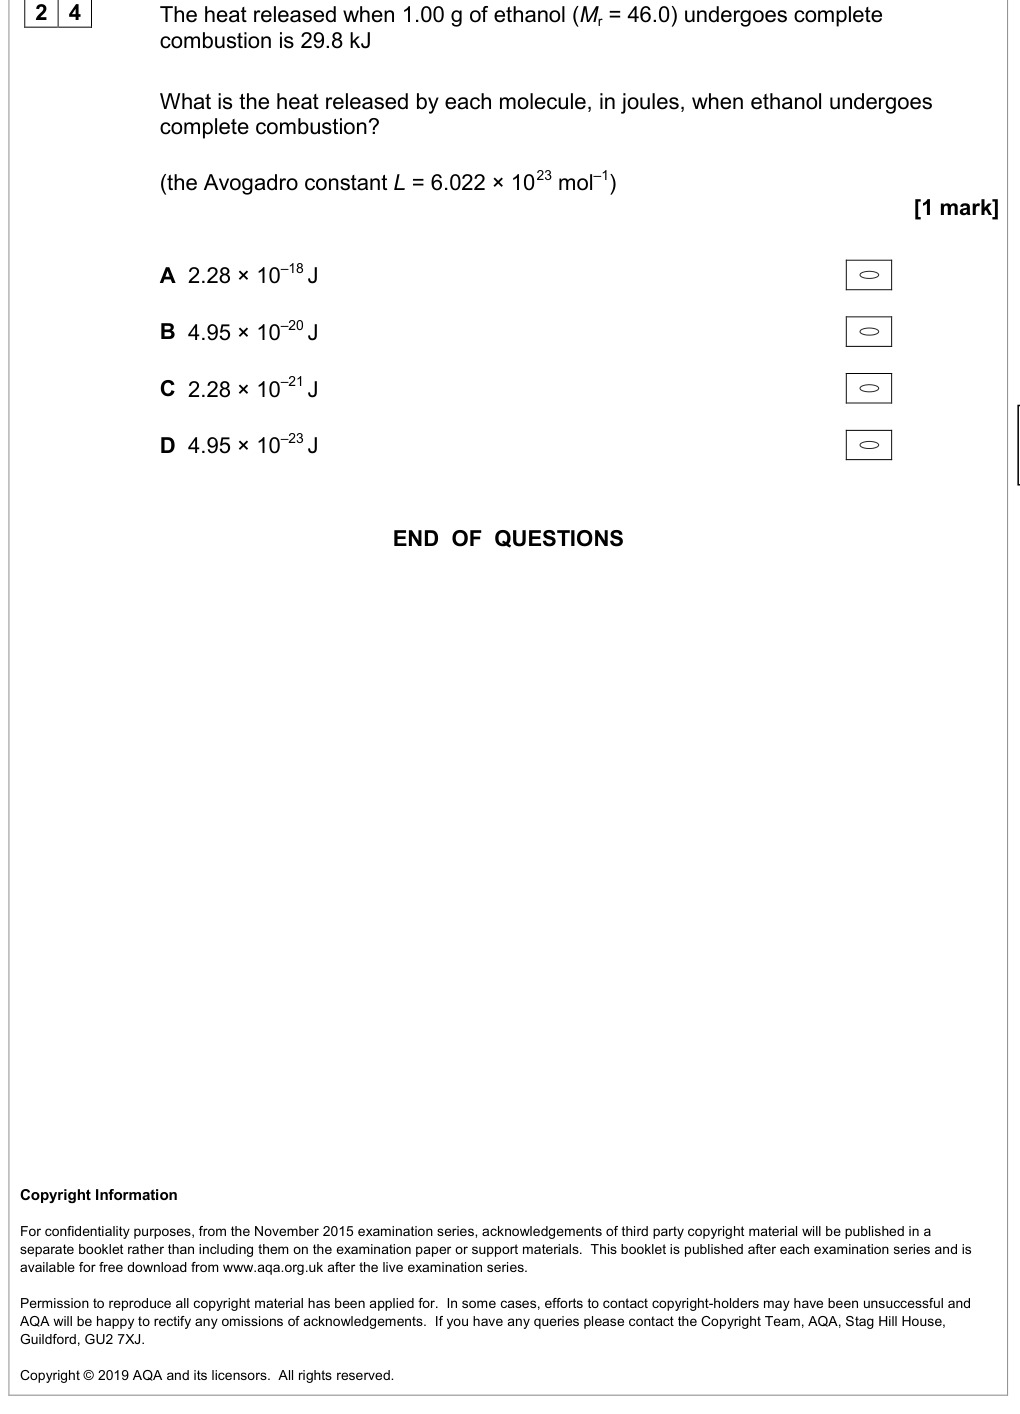 2 4
The heat released when 1.00 g of ethanol (Mr = 46.0) undergoes complete
combustion is 29.8 kJ
What is the heat released by each molecule, in joules, when ethanol undergoes
complete combustion?
(the Avogadro constant L = 6.022 × 10²³ mol⁻¹)
[1 mark]
A 2.28 × 10⁻¹⁸ J
B 4.95 × 10⁻²⁰ J
C 2.28 × 10⁻²¹ J
D 4.95 × 10⁻²³ J
END OF QUESTIONS
Copyright Information
For confidentiality purposes, from the November 2015 examination series, acknowledgements of third party copyright material will be published in a
separate booklet rather than including them on the examination paper or support materials. This booklet is published after each examination series and is
available for free download from www.aqa.org.uk after the live examination series.
Permission to reproduce all copyright material has been applied for. In some cases, efforts to contact copyright-holders may have been unsuccessful and
AQA will be happy to rectify any omissions of acknowledgements. If you have any queries please contact the Copyright Team, AQA, Stag Hill House,
Guildford, GU2 7XJ.
Copyright © 2019 AQA and its licensors. All rights reserved.